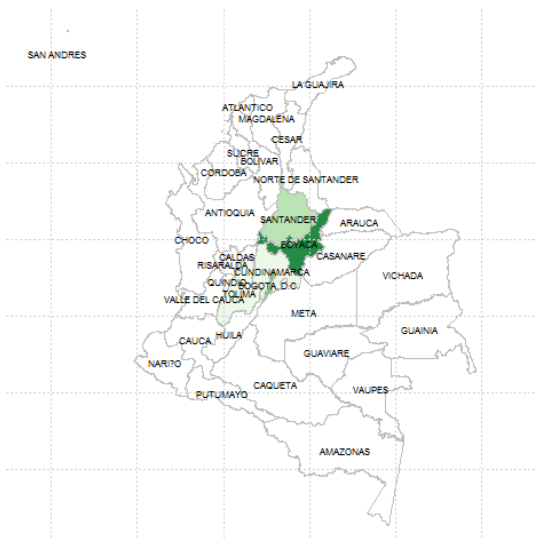 SAN ANDRES
LA GUAJIRA
ATLANTICO
MAGDALENA
CESAR
SUCRE
BOLIVAR
CORDOBA
NORTE DE SANTANDER
ANTIOQUIA
SANTANDER
ARAUCA
CHOCO
BOYACA
CALDAS
CASANARE
RISARALDA
CUNDINAMARCA
VICHADA
QUINDIO
BOGOTA, D.C.
TOLIMA
VALLE DEL CAUCA
META
GUAINIA
HUILA
CAUCA
GUAVIARE
NARI?O
CAQUETA
VAUPES
PUTUMAYO
AMAZONAS